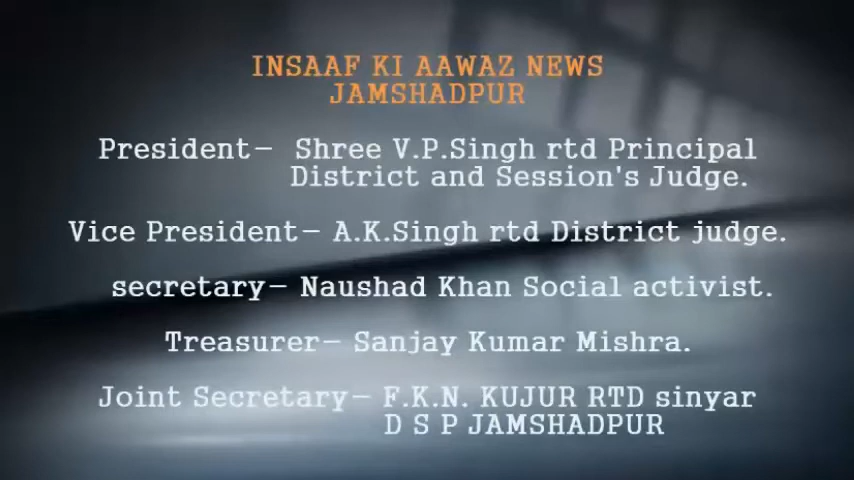 INSAAF KI AAWAZ NEWS
JAMSHADPUR
President- Shree V.P.Singh rtd Principal
District and Session's Judge.
Vice President- A.K.Singh rtd District judge.
secretary- Naushad Khan Social activist.
Treasurer- Sanjay Kumar Mishra.
Joint Secretary- F.K.N. KUJUR RTD sinyar
D S P JAMSHADPUR